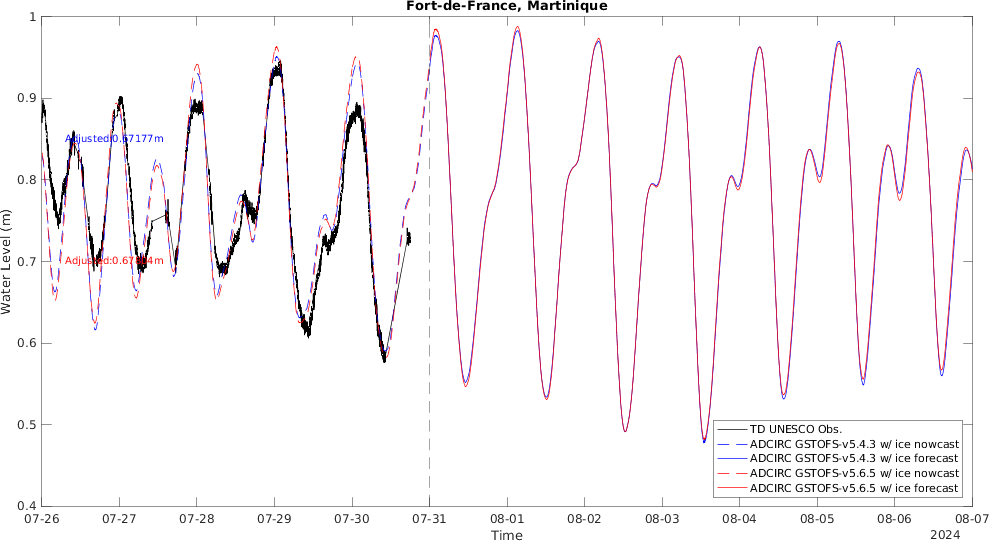 Fort-de-France, Martinique
Water Level (m)
1
0.9
0.8
0.7
0.6
0.5
0.4
Adjusted:0.67177m
TD UNESCO Obs.
ADCIRC GSTOFS-v5.4.3 w/ ice nowcast
ADCIRC GSTOFS-v5.4.3 w/ ice forecast
ADCIRC GSTOFS-v5.6.5 w/ ice nowcast
ADCIRC GSTOFS-v5.6.5 w/ ice forecast
07-26 07-27 07-28 07-29 07-30 07-31 08-01 08-02 08-03 08-04 08-05 08-06 08-07
Time
2024